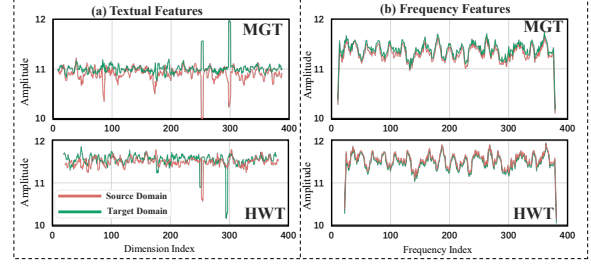 (a) Textual Features
12
MGT
11
10
0 100 200 300 400
Amplitude
12
11
10
Source Domain
Target Domain
HWT
0 100 200 300 400
Amplitude
Dimension Index
(b) Frequency Features
12
MGT
11
10
0 100 200 300 400
Amplitude
12
11
10
HWT
0 100 200 300 400
Amplitude
Frequency Index